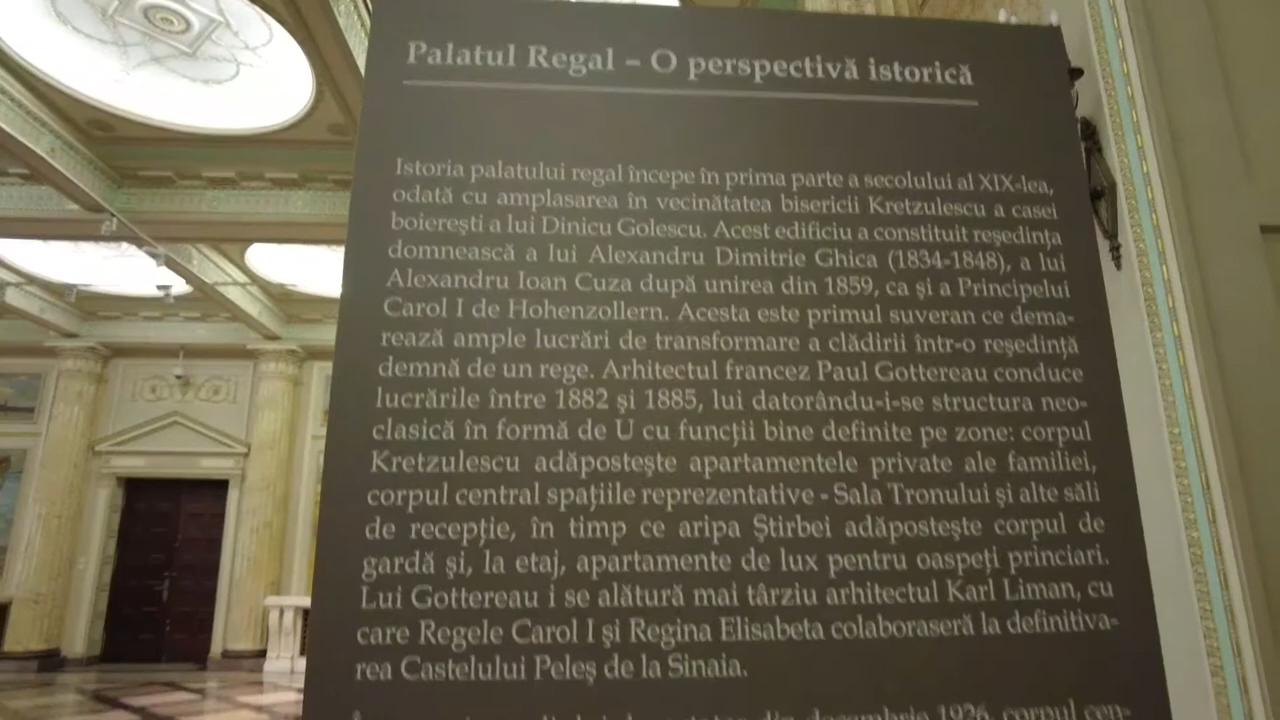 Palatul Regal – O perspectivă istorică
Istoria palatului regal începe în prima parte a secolului al XIX-lea,
odată cu amplasarea în vecinătatea bisericii Kretzulescu a casei
boierești a lui Dinicu Golescu. Acest edificiu a constituit reședința
domnească a lui Alexandru Dimitrie Ghica (1834-1848), a lui
Alexandru Ioan Cuza după unirea din 1859, ca și a Principelui
Carol I de Hohenzollern. Acesta este primul suveran ce dema-
rează ample lucrări de transformare a clădirii într-o reședință
demnă de un rege. Arhitectul francez Paul Gottereau conduce
lucrările între 1882 și 1885, lui datorându-i-se structura neo-
clasică în formă de U cu funcții bine definite pe zone: corpul
Kretzulescu adăpostește apartamentele private ale familiei,
corpul central spațiile reprezentative - Sala Tronului și alte săli
de recepție, în timp ce aripa Știrbei adăpostește corpul de
gardă și, la etaj, apartamente de lux pentru oaspeți princiari.
Lui Gottereau i se alătură mai târziu arhitectul Karl Liman, cu
care Regele Carol I și Regina Elisabeta colaboraseră la definitiva-
rea Castelului Peleș de la Sinaia.
din decembrie 1926, corpul cen-